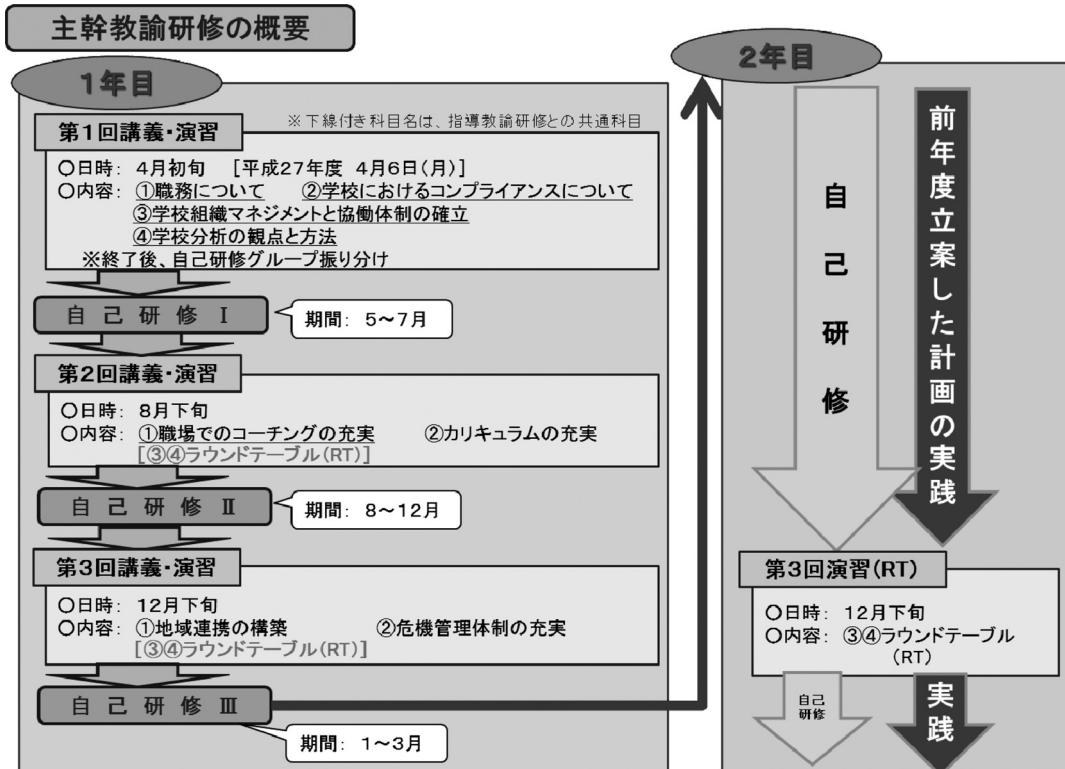 主幹教諭研修の概要
1年目
第1回講義・演習
※下線付き科目名は、指導教諭研修との共通科目
○日時： 4月初旬 [平成27年度 4月6日(月)]
○内容： ①職務について ②学校におけるコンプライアンスについて
③学校組織マネジメントと協働体制の確立
④学校分析の観点と方法
※終了後、自己研修グループ振り分け
自己研修Ⅰ
期間： 5～7月
第2回講義・演習
○日時： 8月下旬
○内容： ①職場でのコーチングの充実 ②カリキュラムの充実
[③④ラウンドテーブル(RT)]
自己研修Ⅱ
期間： 8～12月
第3回講義・演習
○日時： 12月下旬
○内容： ①地域連携の構築 ②危機管理体制の充実
[③④ラウンドテーブル(RT)]
自己研修Ⅲ
期間： 1～3月
2年目
自己研修
前年度立案した計画の実践
第3回演習(RT)
○日時： 12月下旬
○内容： ③④ラウンドテーブル
(RT)
自己
研修
実践